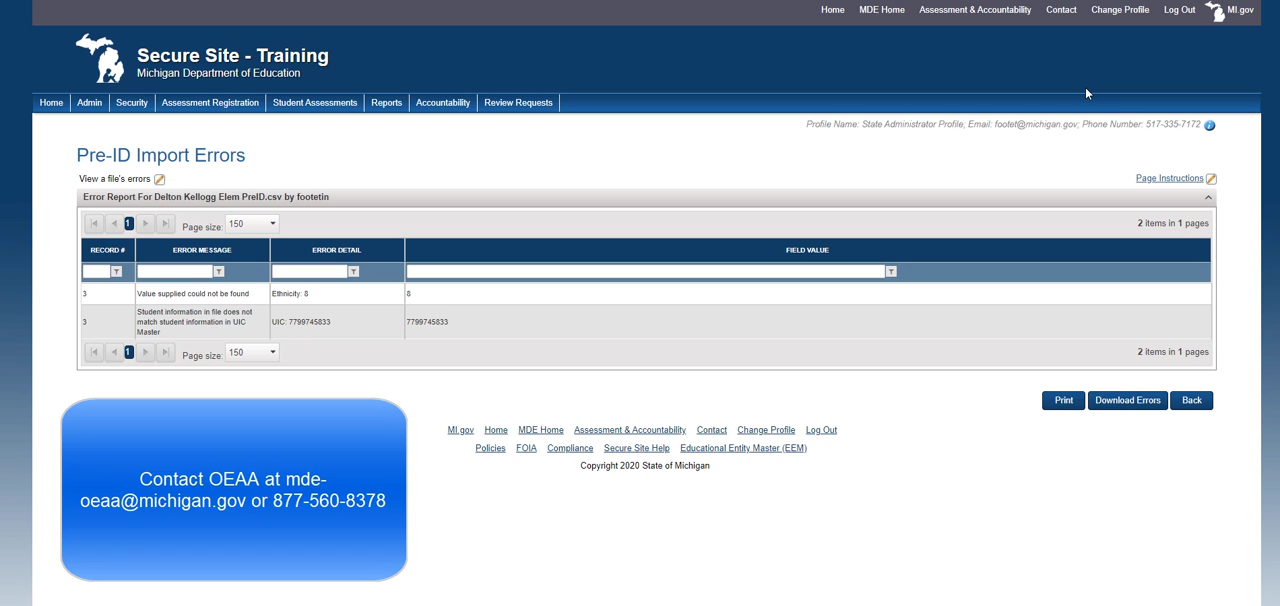 Home MDE Home Assessment & Accountability Contact Change Profile Log Out MI.gov
Secure Site - Training
Michigan Department of Education
Home Admin Security Assessment Registration Student Assessments Reports Accountability Review Requests
Profile Name: State Administrator Profile, Email: footet@michigan.gov; Phone Number: 517-335-7172
Pre-ID Import Errors
View a file's errors
Page Instructions
Error Report For Delton Kellogg Elem PreID.csv by footetin
1 Page size: 150 2 items in 1 pages
RECORD # ERROR MESSAGE ERROR DETAIL FIELD VALUE
3 Value supplied could not be found Ethnicity: 8 8
Student information in file does not
3 match student information in UIC UIC: 7799745833 7799745833
Master
1 Page size: 150 2 items in 1 pages
Print Download Errors Back
MI.gov Home MDE Home Assessment & Accountability Contact Change Profile Log Out
Policies FOIA Compliance Secure Site Help Educational Entity Master (EEM)
Copyright 2020 State of Michigan
Contact OEAA at mde-
oeaa@michigan.gov or 877-560-8378